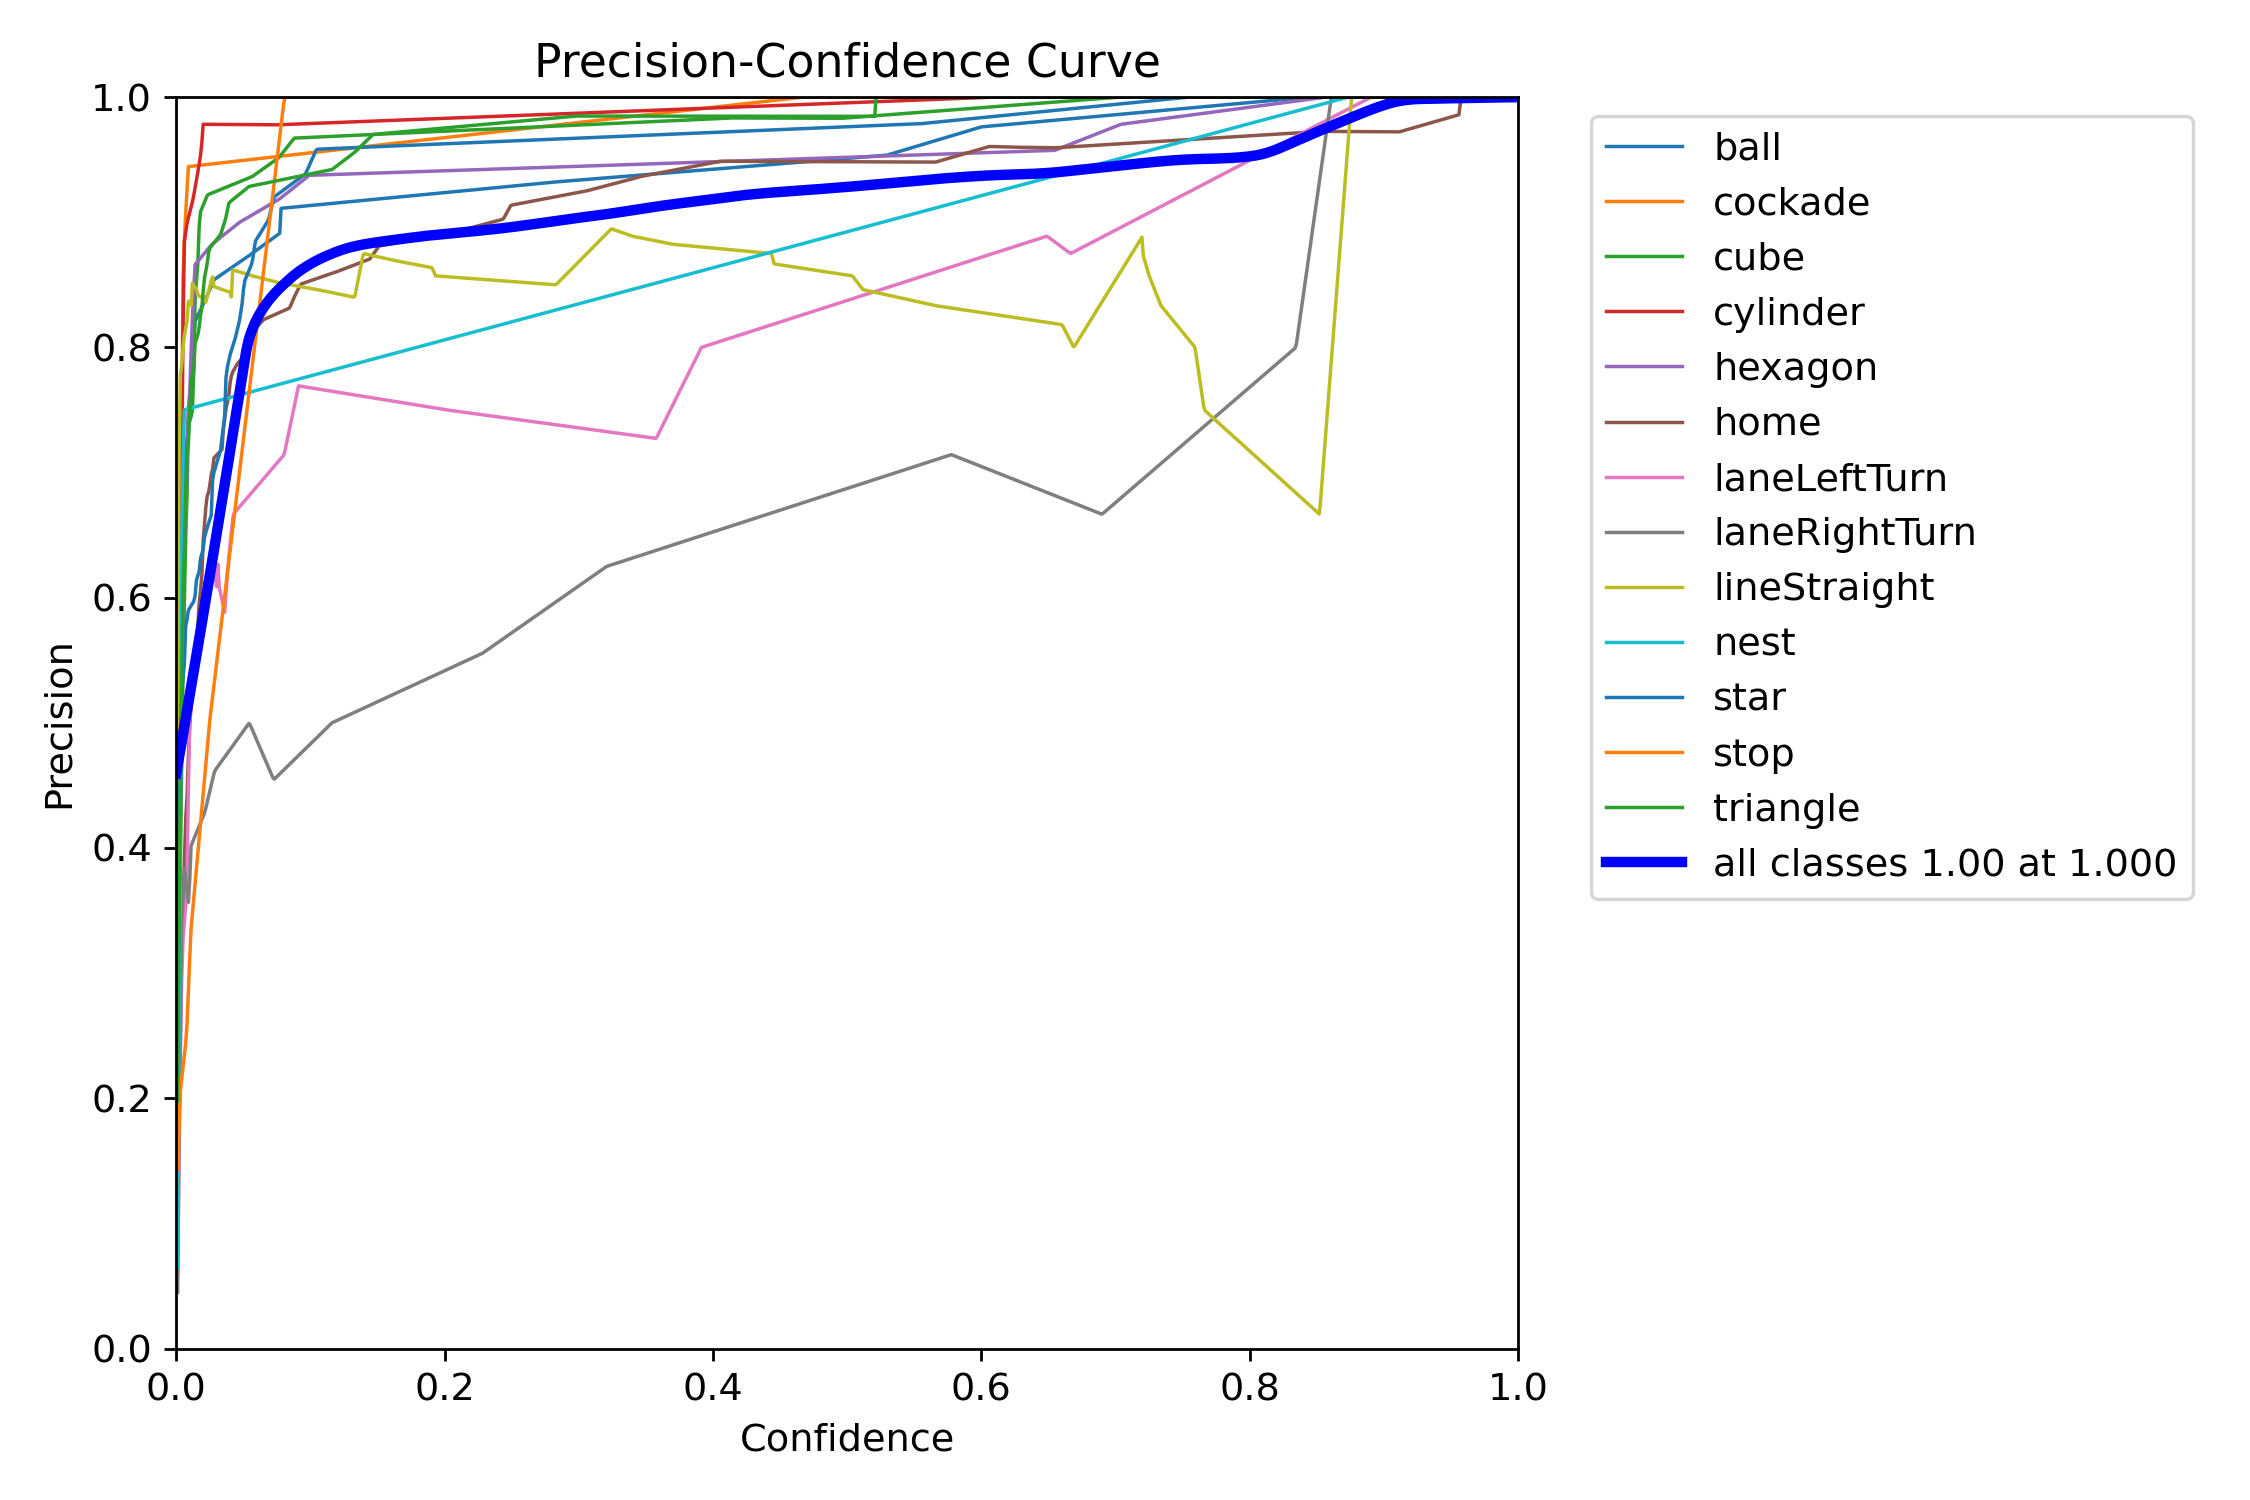 Precision-Confidence Curve
1.0
0.8
0.6
0.4
0.2
0.0
Precision
0.0 0.2 0.4 0.6 0.8 1.0
Confidence
ball
cockade
cube
cylinder
hexagon
home
laneLeftTurn
laneRightTurn
lineStraight
nest
star
stop
triangle
all classes 1.00 at 1.000